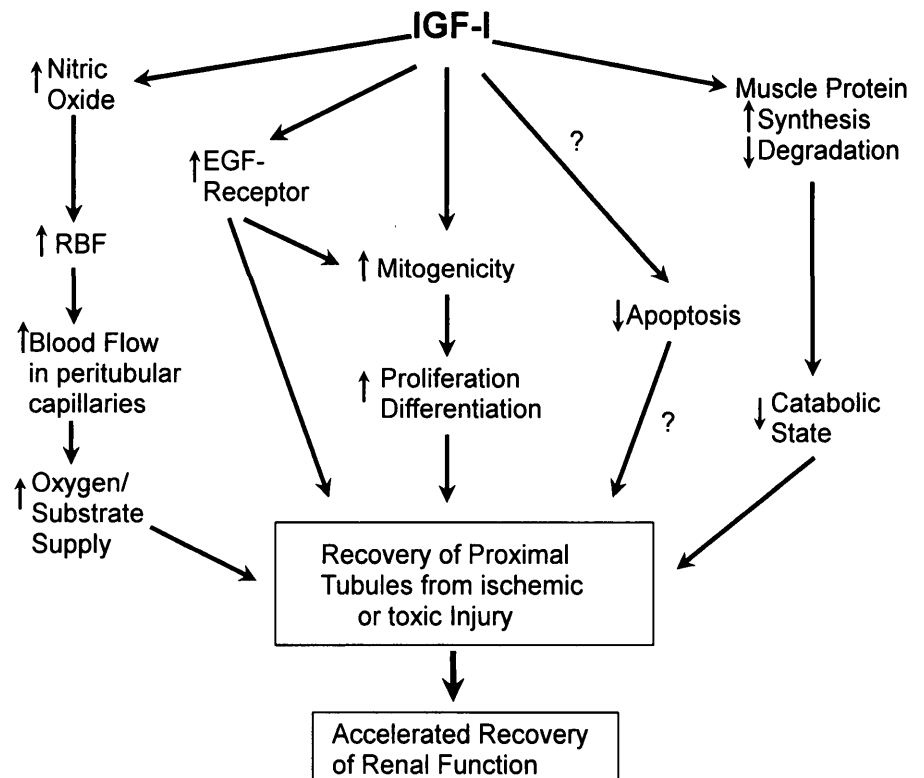 IGF-I
↑Nitric
Oxide
Muscle Protein
↑Synthesis
↓Degradation
?
↑EGF-
Receptor
↑RBF
↑Mitogenicity
↓Apoptosis
↑Blood Flow
in peritubular
capillaries
↑Proliferation
Differentiation
?
↓Catabolic
State
↑Oxygen/
Substrate
Supply
Recovery of Proximal
Tubules from ischemic
or toxic Injury
Accelerated Recovery
of Renal Function